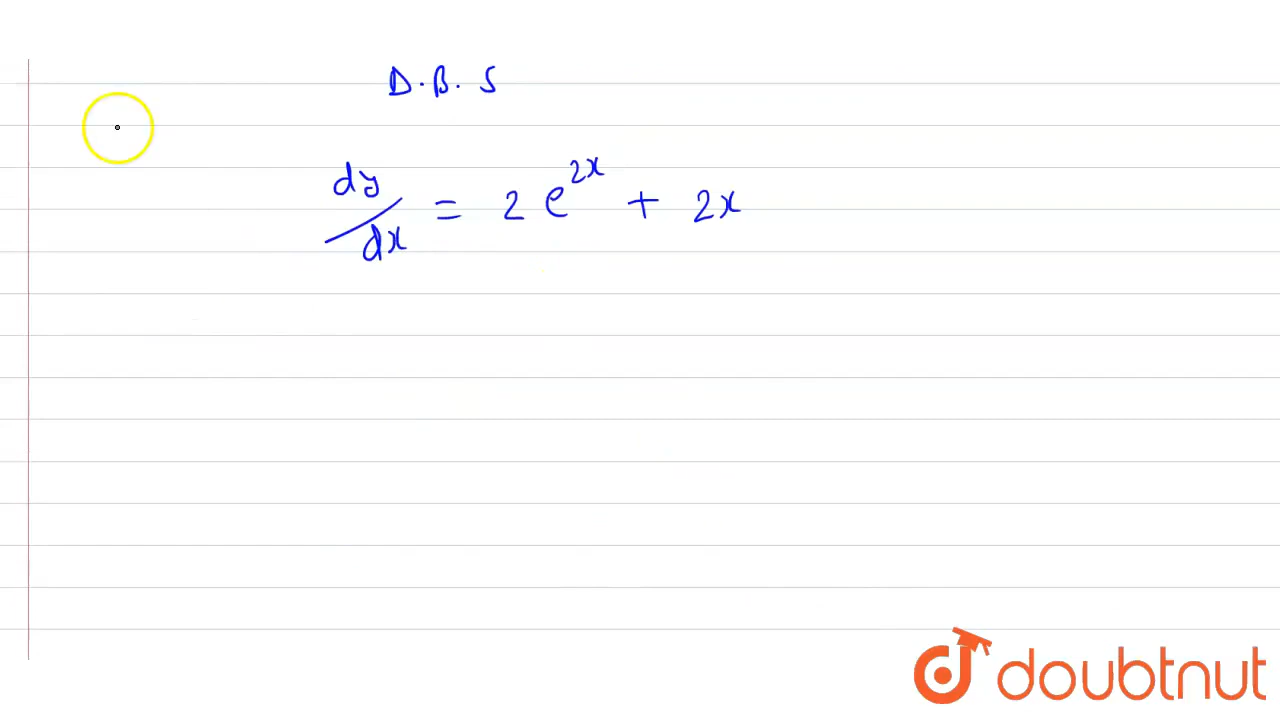 D.B.S
dy/dx = 2e^{2x} + 2x
doubtnut